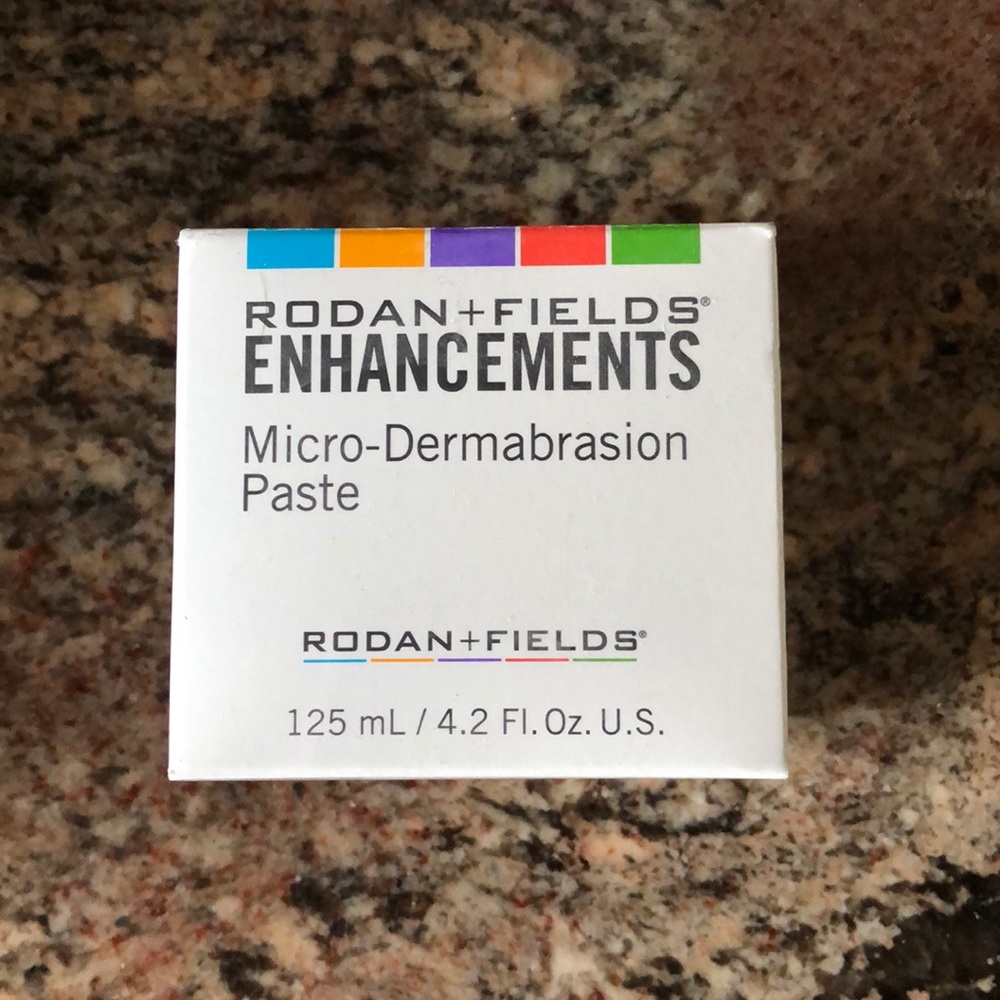 RODAN+FIELDS®
ENHANCEMENTS
Micro-Dermabrasion
Paste
RODAN+FIELDS®
125 mL / 4.2 Fl. Oz. U.S.